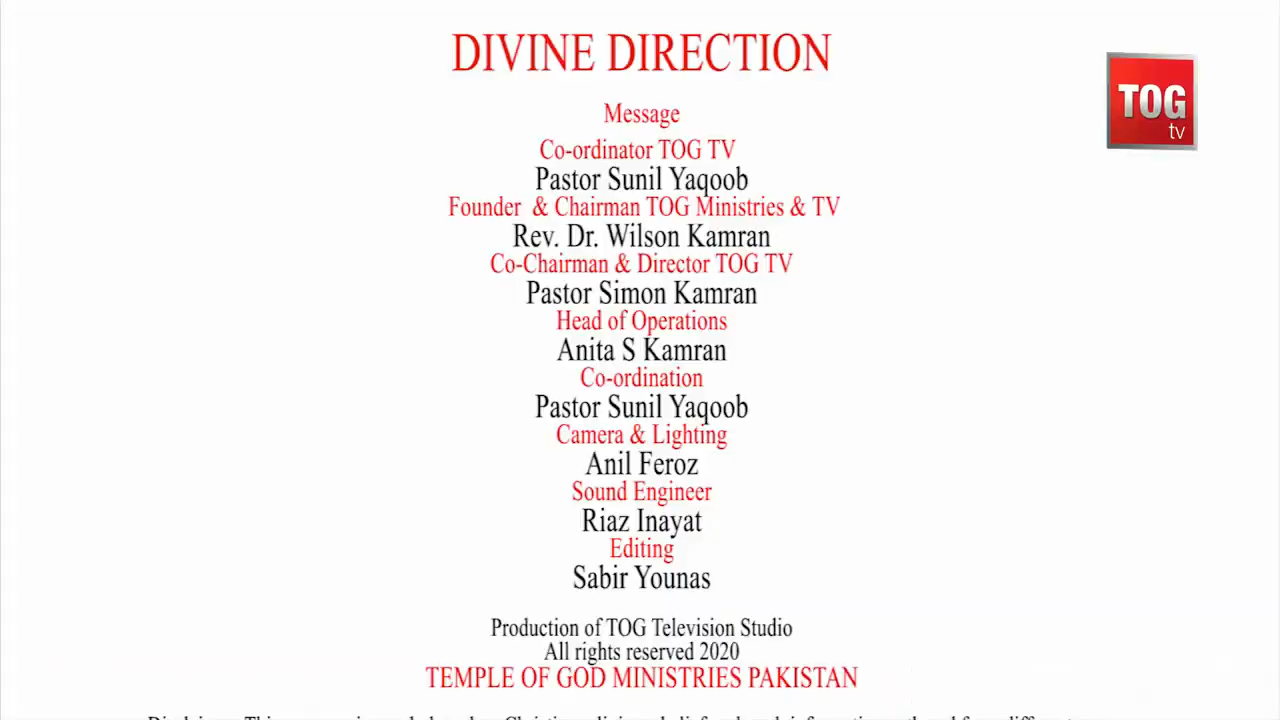 DIVINE DIRECTION
Message
Co-ordinator TOG TV
Pastor Sunil Yaqoob
Founder & Chairman TOG Ministries & TV
Rev. Dr. Wilson Kamran
Co-Chairman & Director TOG TV
Pastor Simon Kamran
Head of Operations
Anita S Kamran
Co-ordination
Pastor Sunil Yaqoob
Camera & Lighting
Anil Feroz
Sound Engineer
Riaz Inayat
Editing
Sabir Younas
Production of TOG Television Studio
All rights reserved 2020
TEMPLE OF GOD MINISTRIES PAKISTAN
TOG
tv